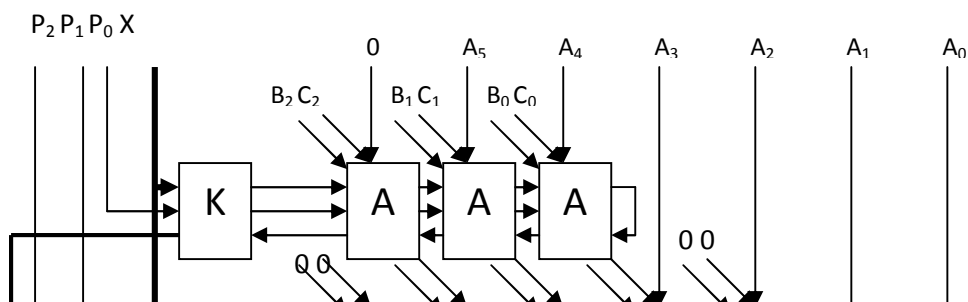 P₂ P₁ P₀ X
0 A₅ A₄ A₃ A₂ A₁ A₀
B₂ C₂ B₁ C₁ B₀ C₀
K A A A
0 0
0 0